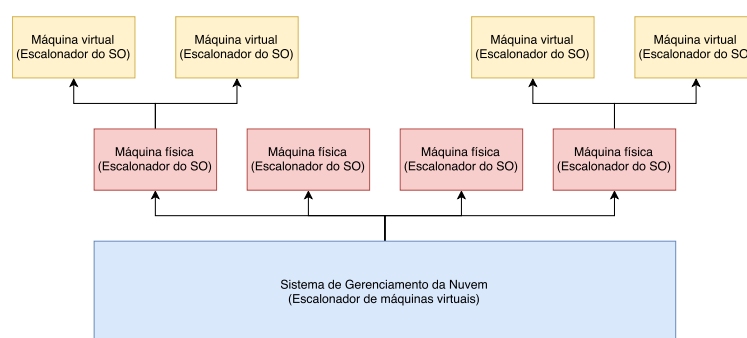 Máquina virtual
(Escalonador do SO)
Máquina virtual
(Escalonador do SO)
Máquina virtual
(Escalonador do SO)
Máquina virtual
(Escalonador do SO
Máquina física
(Escalonador do SO)
Máquina física
(Escalonador do SO)
Máquina física
(Escalonador do SO)
Máquina física
(Escalonador do SO)
Sistema de Gerenciamento da Nuvem
(Escalonador de máquinas virtuais)